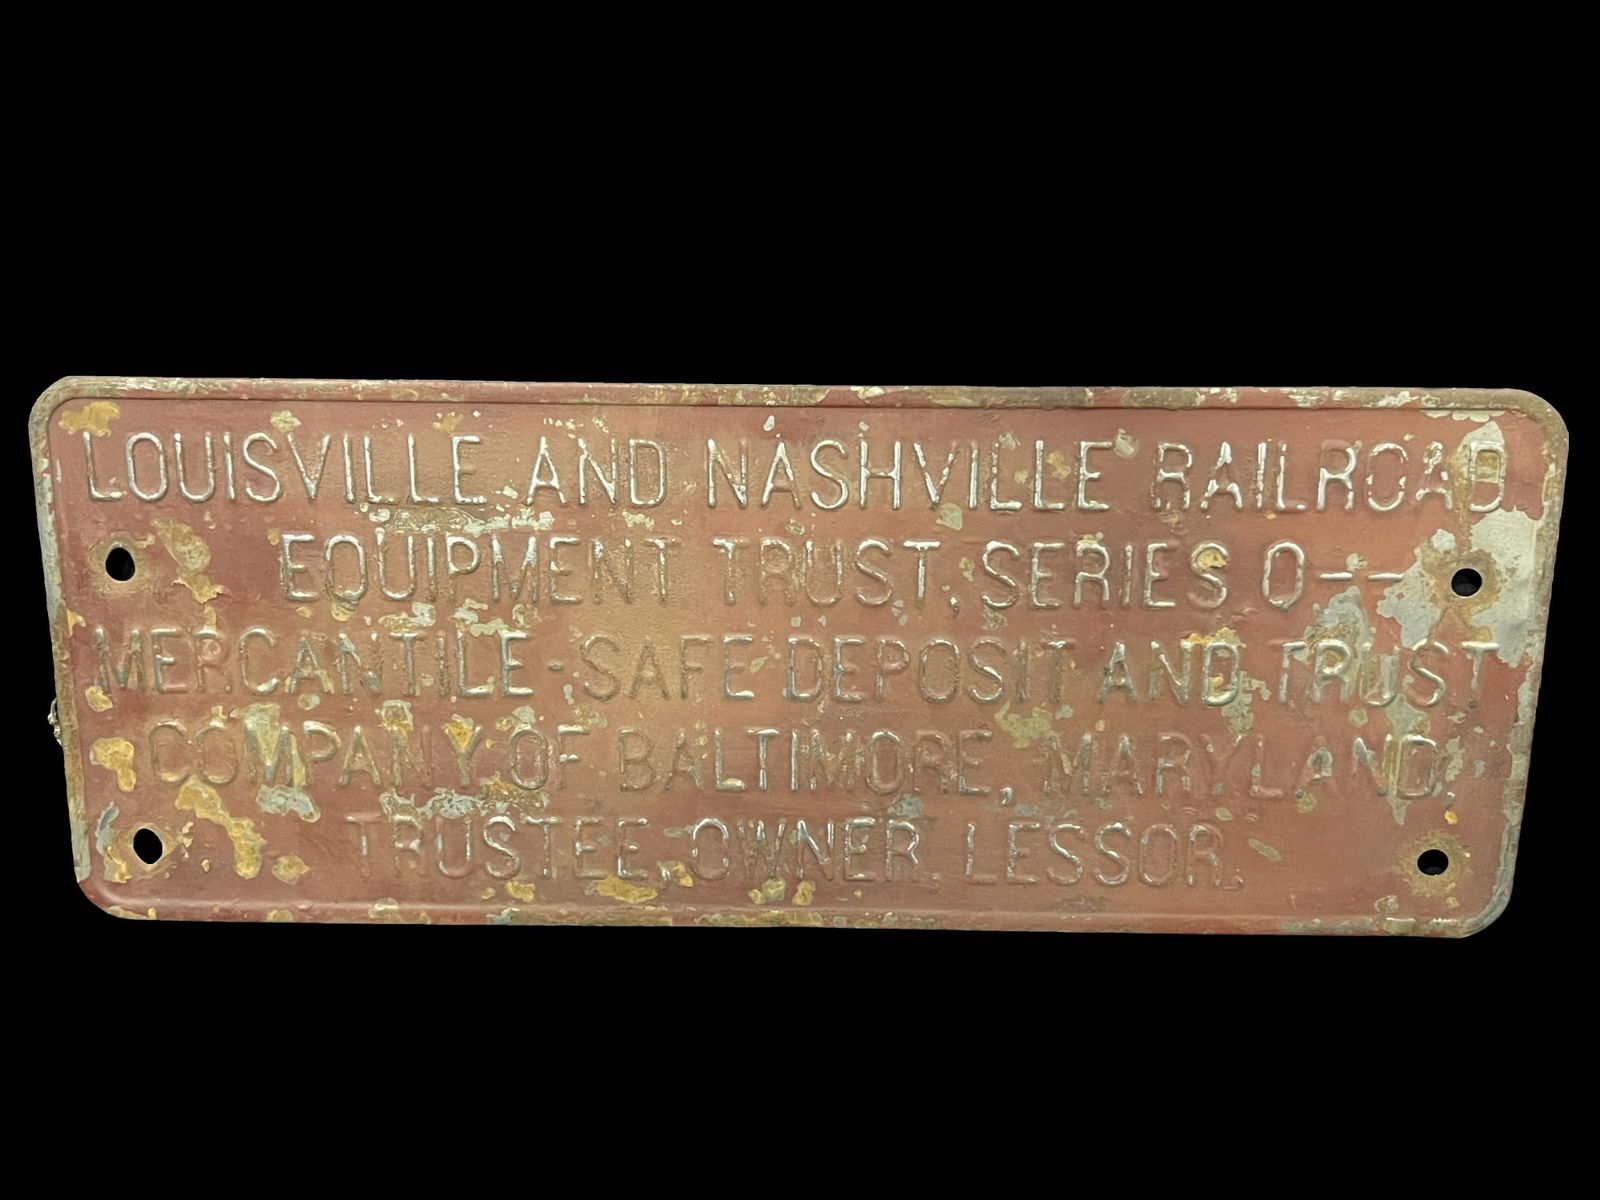 LOUISVILLE AND NASHVILLE RAILROAD
EQUIPMENT TRUST, SERIES O--
MERCANTILE-SAFE DEPOSIT AND TRUST
COMPANY, OF BALTIMORE, MARYLAND,
TRUSTEE, OWNER, LESSOR.